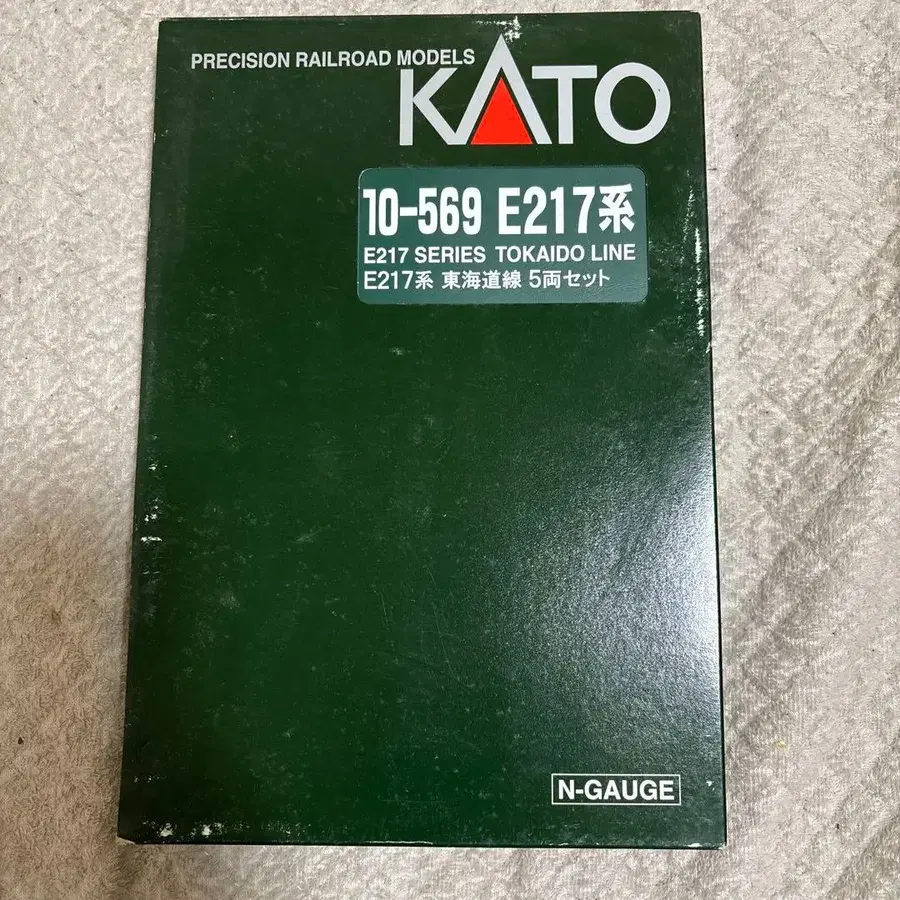 PRECISION RAILROAD MODELS
KATO
10-569 E217系
E217 SERIES TOKAIDO LINE
E217系 東海道線 5両セット
N-GAUGE